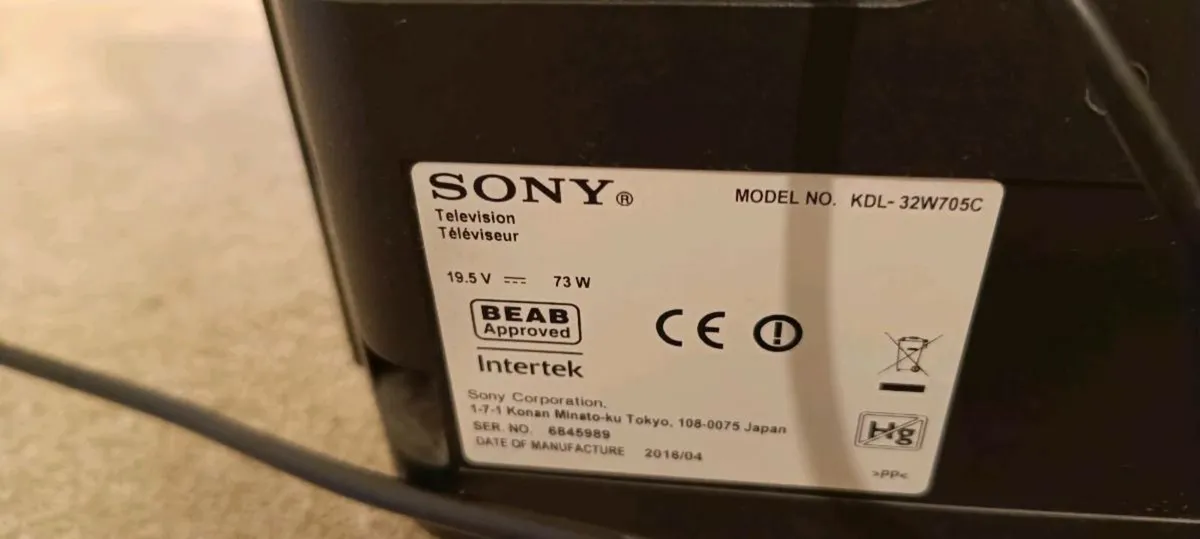 SONY®
MODEL NO. KDL- 32W705C
Television
Téléviseur
19.5 V ⎓ 73 W
BEAB
Approved
Intertek
CE
Sony Corporation,
1-7-1 Konan Minato-ku Tokyo, 108-0075 Japan
SER. NO. 6845989
DATE OF MANUFACTURE 2016/04
Hg
>PP<